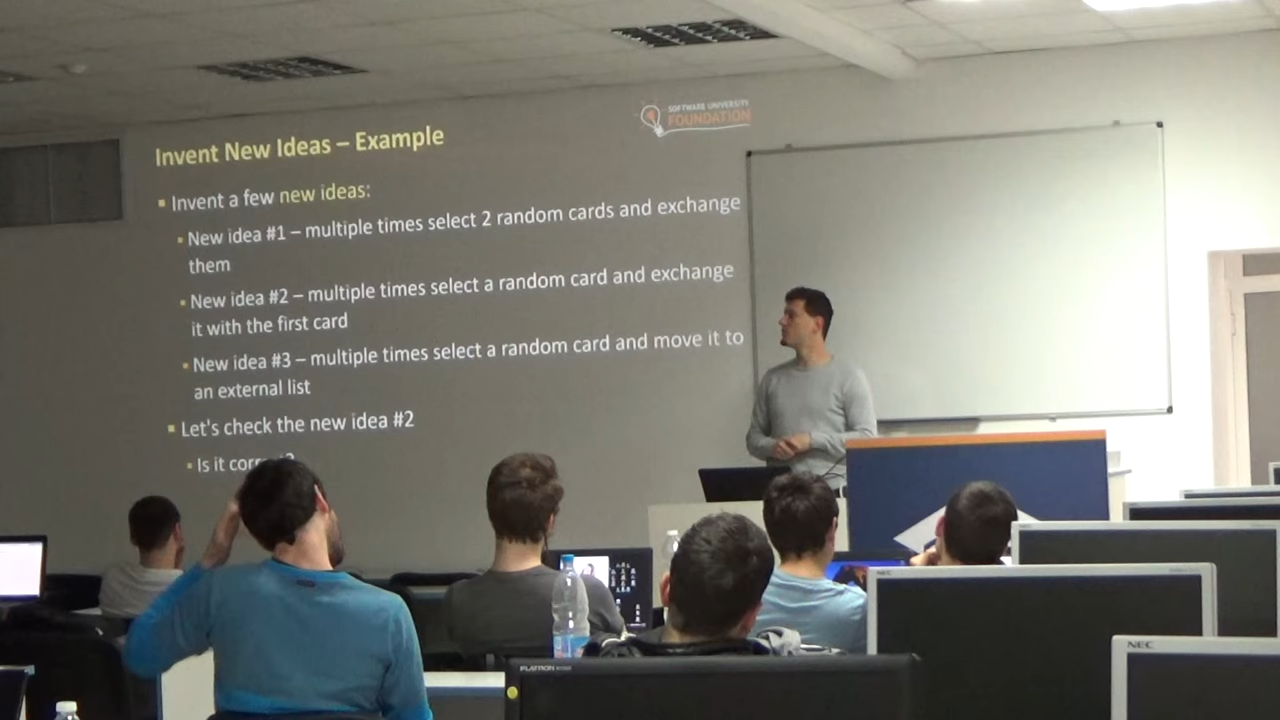 SOFTWARE UNIVERSITY
FOUNDATION
Invent New Ideas – Example
Invent a few new ideas:
New idea #1 – multiple times select 2 random cards and exchange
them
New idea #2 – multiple times select a random card and exchange
it with the first card
New idea #3 – multiple times select a random card and move it to
an external list
Let's check the new idea #2
Is it
NEC
FLATRON
NEC